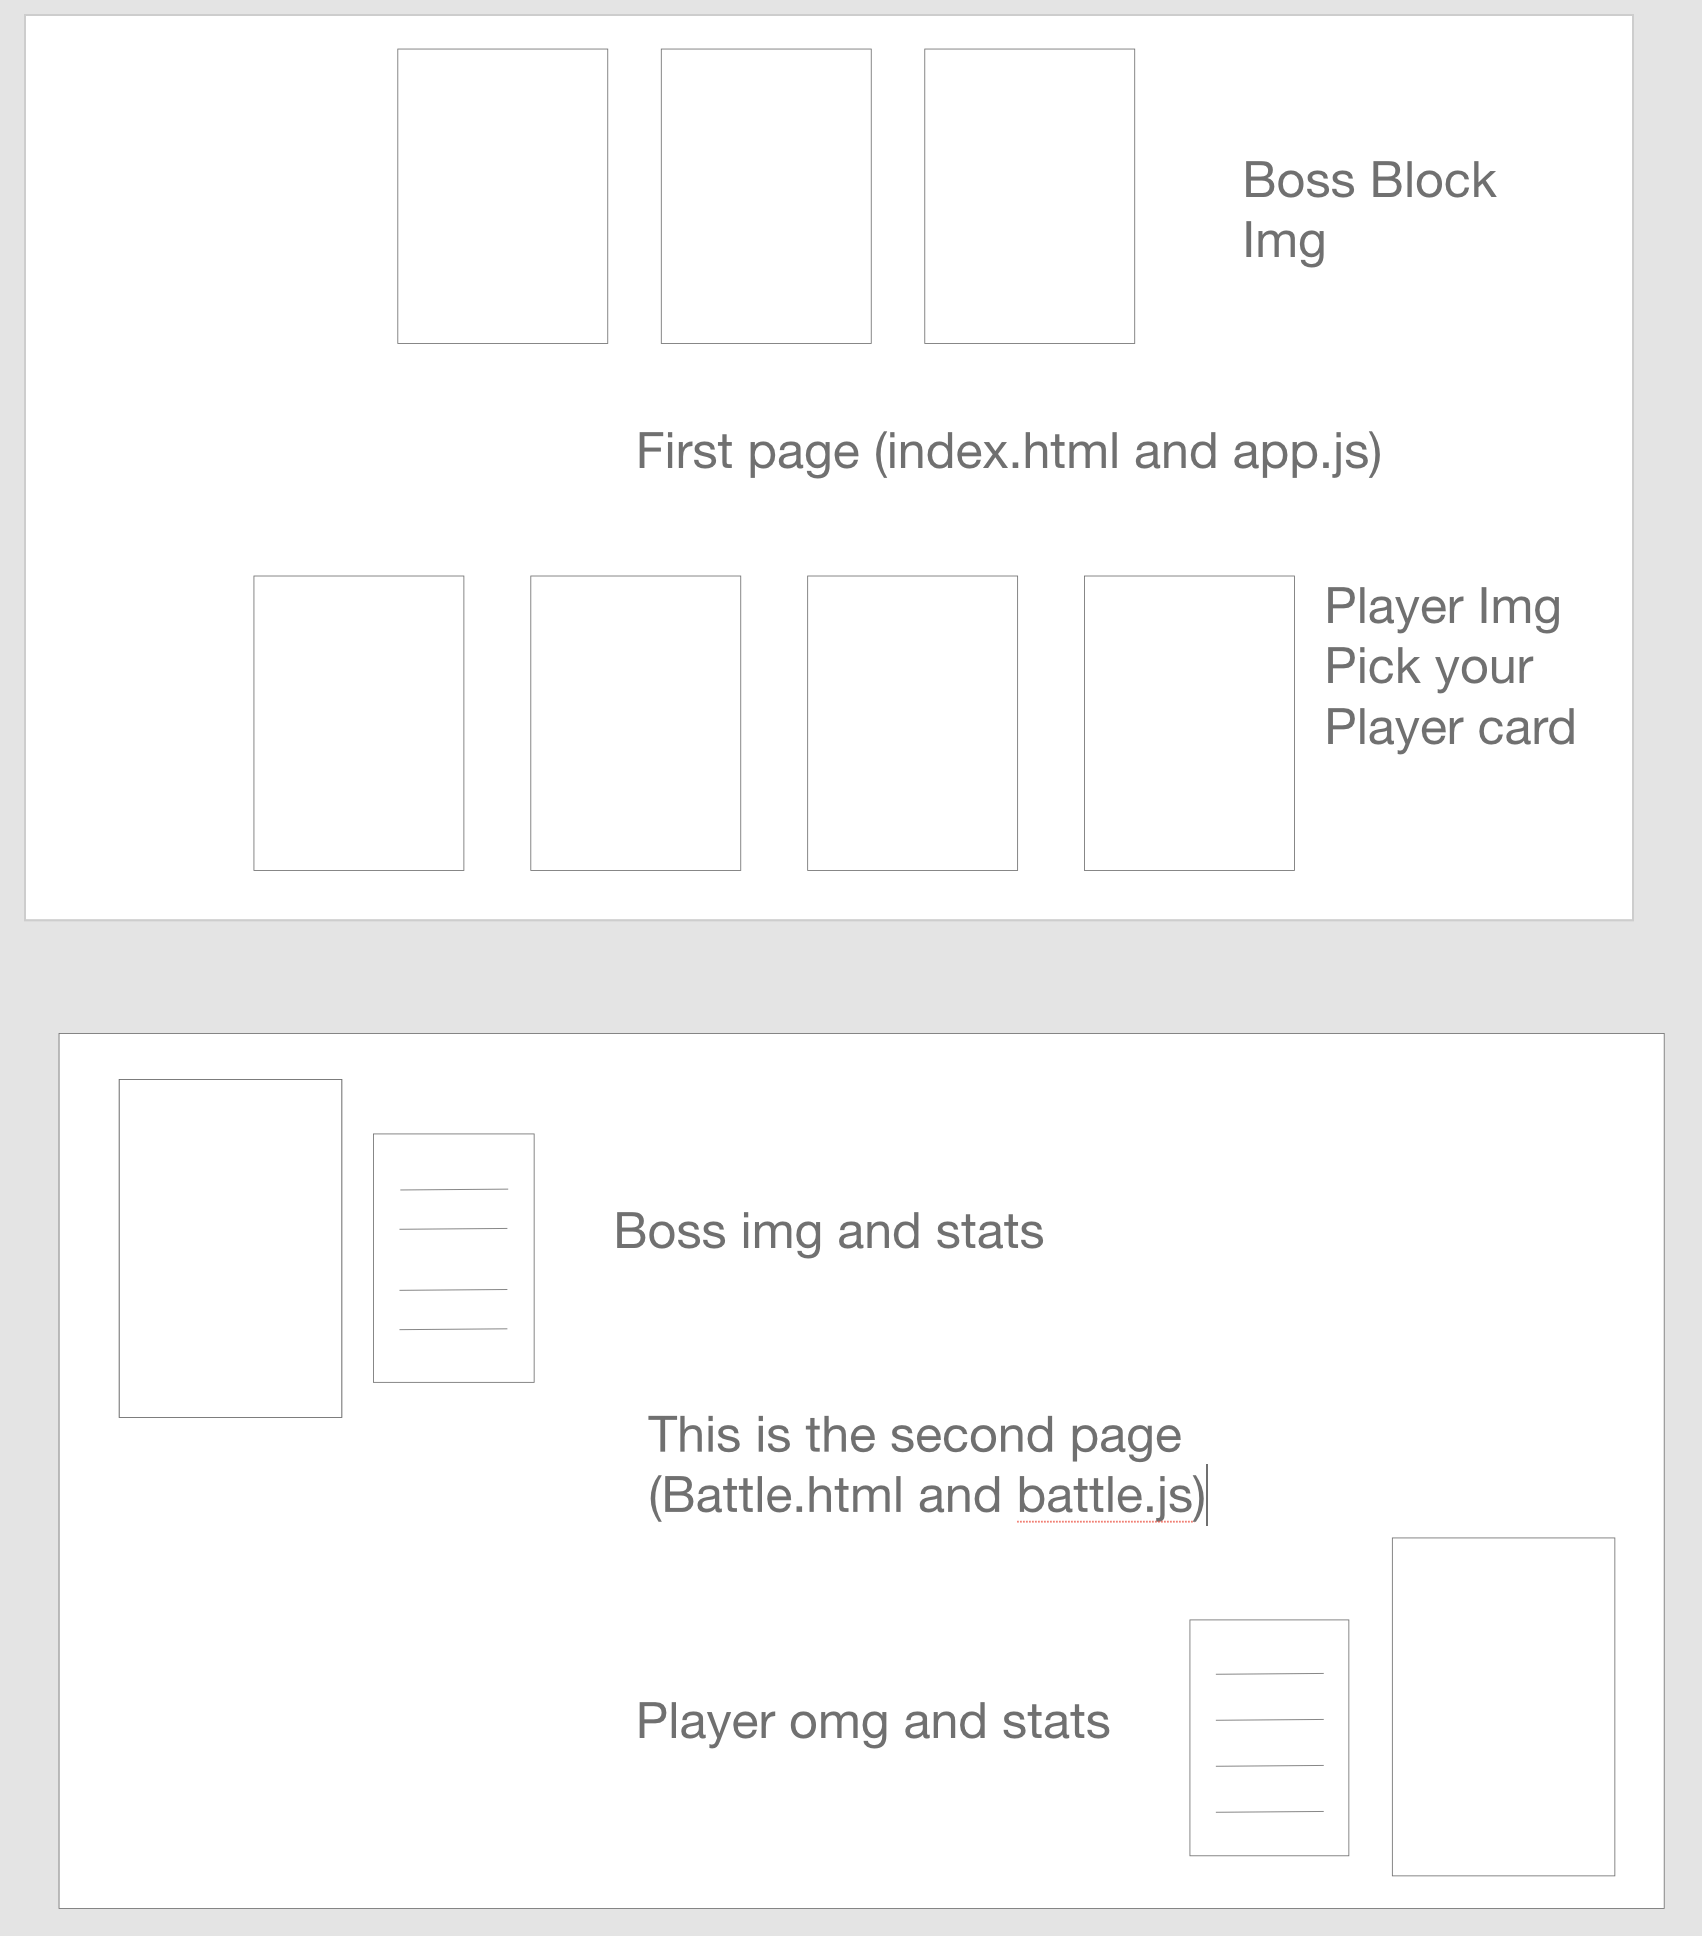 Boss Block
Img
First page (index.html and app.js)
Player Img
Pick your
Player card
Boss img and stats
This is the second page
(Battle.html and battle.js)
Player omg and stats